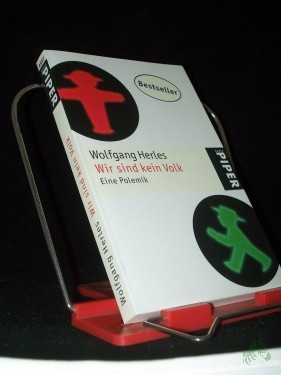 Bestseller
PIPER
Wolfgang Herles
Wir sind kein Volk
Eine Polemik
PIPER
Wolfgang Herles Wir sind kein Volk